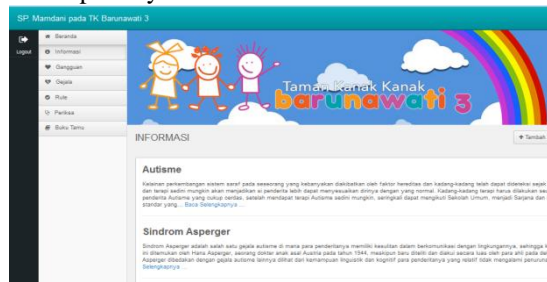 SP. Mamdani pada TK Barunawati 3
Logout
Beranda
Informasi
Gangguan
Gejala
Rule
Periksa
Buku Tamu
Taman Kanak Kanak
barunawati 3
INFORMASI
Tambah
Autisme
Kelainan perkembangan sistem saraf pada seseorang yang kebanyakan diakibatkan oleh faktor hereditas dan kadang-kadang telah dapat dideteksi sejak
dan terapi sedini mungkin akan menjadikan si penderita lebih dapat menyesuaikan dirinya dengan yang normal. Kadang-kadang terapi harus dilakukan
penderita Autisme yang cukup cerdas, setelah mendapat terapi Autisme sedini mungkin, seringkali dapat mengikuti Sekolah Umum, menjadi Sarjana dan
standar yang.... Baca Selengkapnya ...
Sindrom Asperger
Sindrom Asperger adalah salah satu gejala autisme di mana para penderitanya memiliki kesulitan dalam berkomunikasi dengan lingkungannya, sehingga
ini ditemukan oleh Hans Asperger, seorang dokter anak asal Austria pada tahun 1944, meskipun baru diteliti dan diakui secara luas oleh para ahli pada
Asperger dibedakan dengan gejala autisme lainnya dilihat dari kemampuan linguistik dan kognitif para penderitanya yang relatif tidak mengalami
Selengkapnya ...